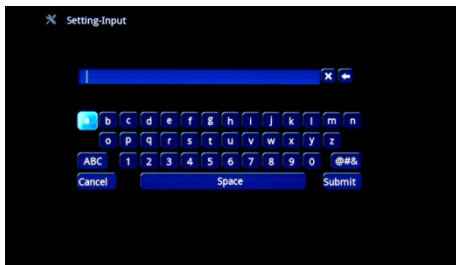 Setting-Input
a b c d e f g h i j k l m n
o p q r s t u v w x y z
ABC 1 2 3 4 5 6 7 8 9 0 @#&
Cancel Space Submit